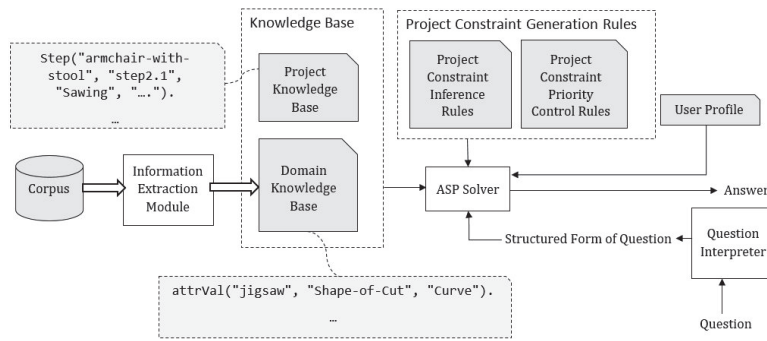 Knowledge Base
Project Constraint Generation Rules
Step("armchair-with-
stool", "step2.1",
"Sawing", "….").
…
Project
Knowledge
Base
Project
Constraint
Inference
Rules
Project
Constraint
Priority
Control Rules
User Profile
Corpus
Information
Extraction
Module
Domain
Knowledge
Base
ASP Solver
Answer
Structured Form of Question
Question
Interpreter
attrVal("jigsaw", "Shape-of-Cut", "Curve").
…
Question